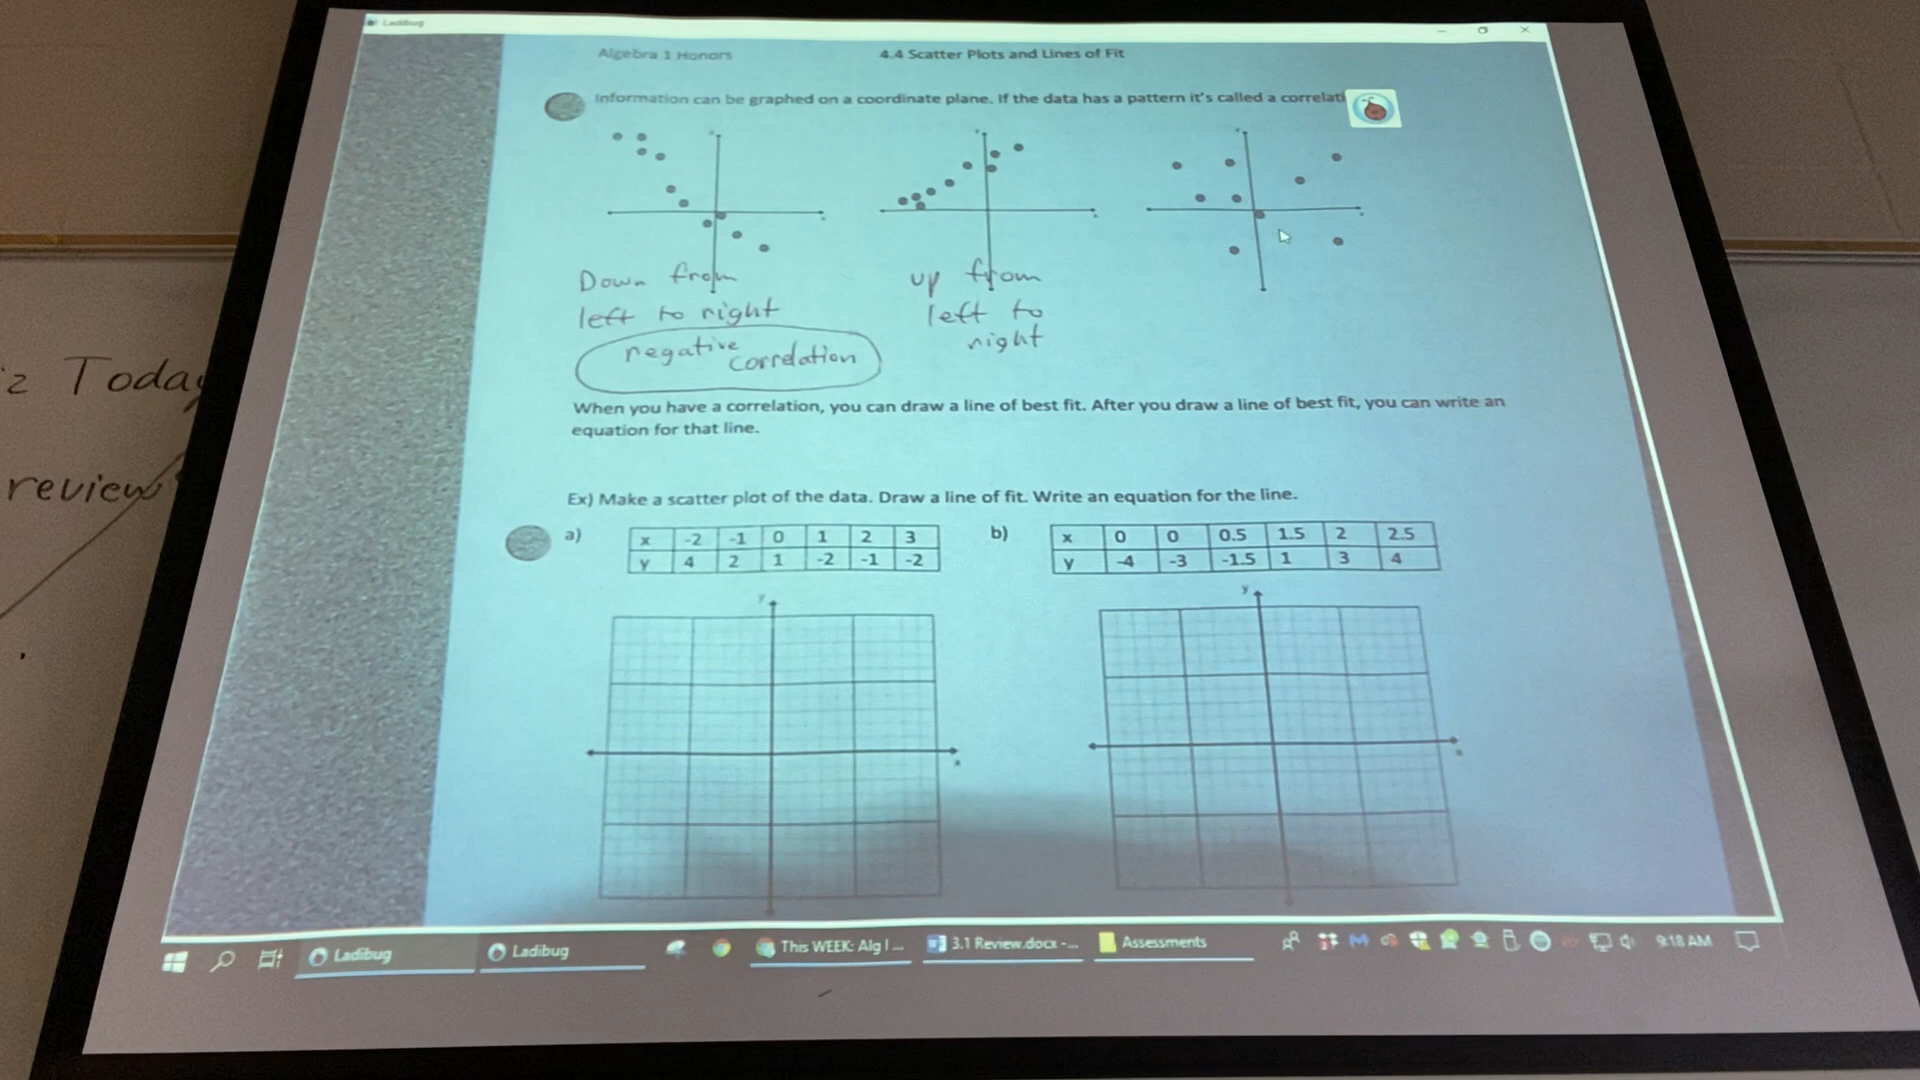 Ladibug
Algebra 1 Honors
4.4 Scatter Plots and Lines of Fit
Information can be graphed on a coordinate plane. If the data has a pattern it's called a correlati
Down from
left to right
negative correlation
up from
left to
right
When you have a correlation, you can draw a line of best fit. After you draw a line of best fit, you can write an
equation for that line.
Ex) Make a scatter plot of the data. Draw a line of fit. Write an equation for the line.
a)
x -2 -1 0 1 2 3
y 4 2 1 -2 -1 -2
b)
x 0 0 0.5 1.5 2 2.5
y -4 -3 -1.5 1 3 4
y
x
y
x
Today
review
Ladibug
Ladibug
This WEEK: Alg I ...
3.1 Review.docx -...
Assessments
9:18 AM